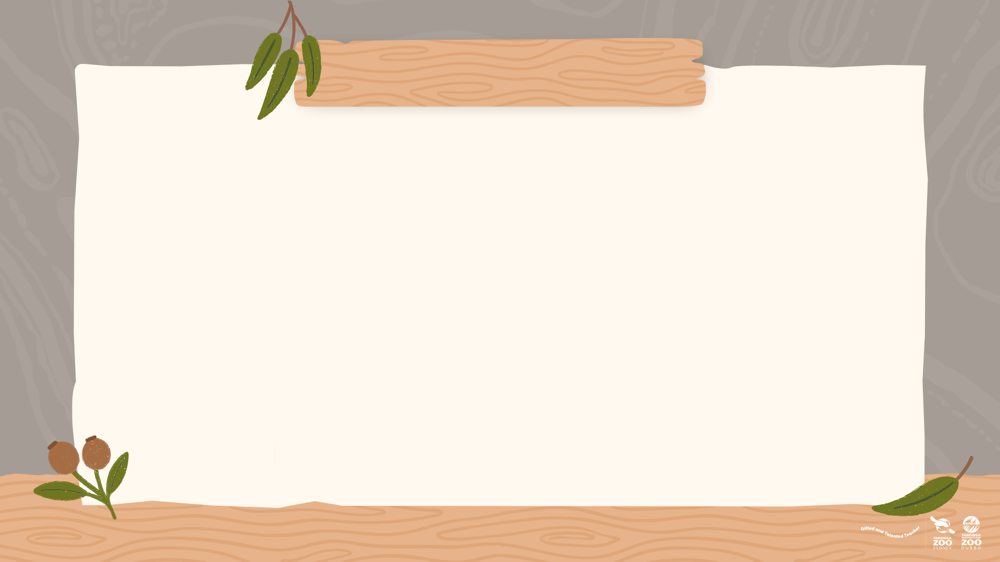 Gifted and Talented Teacher
TARONGA
ZOO
SYDNEY
TARONGA
WESTERN PLAINS
ZOO
DUBBO